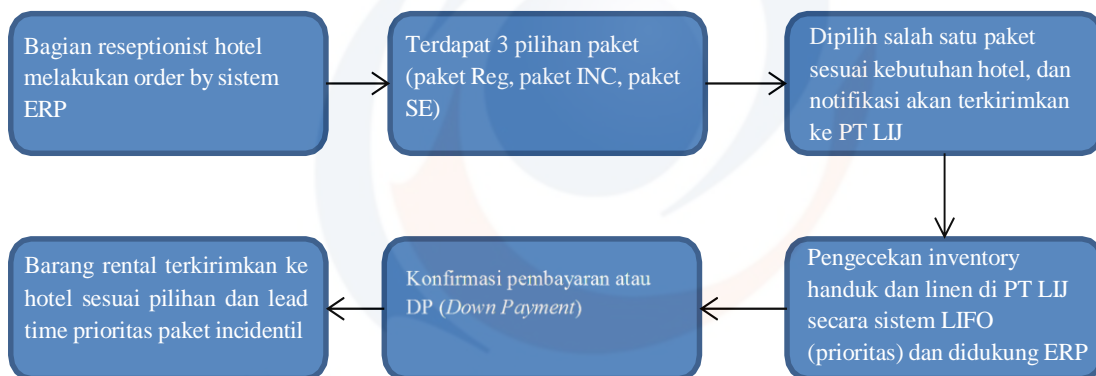 Bagian reseptionist hotel
melakukan order by sistem
ERP
Terdapat 3 pilihan paket
(paket Reg, paket INC, paket
SE)
Dipilih salah satu paket
sesuai kebutuhan hotel, dan
notifikasi akan terkirimkan
ke PT LIJ
Pengecekan inventory
handuk dan linen di PT LIJ
secara sistem LIFO
(prioritas) dan didukung ERP
Konfirmasi pembayaran atau
DP (Down Payment)
Barang rental terkirimkan ke
hotel sesuai pilihan dan lead
time prioritas paket incidentil